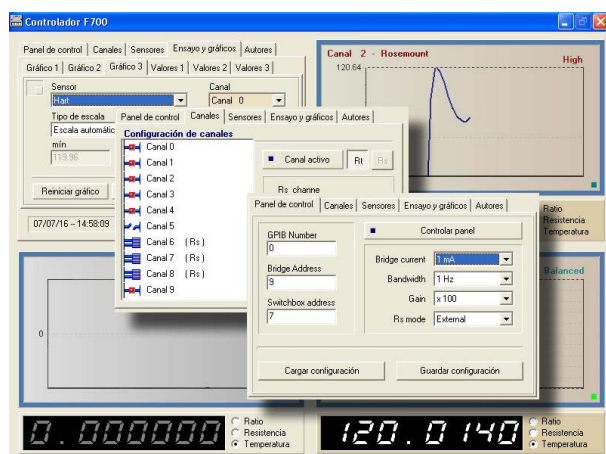 Controlador F700
Panel de control Canales Sensores Ensayo y gráficos Autores
Gráfico 1 Gráfico 2 Gráfico 3 Valores 1 Valores 2 Valores 3
Sensor Canal
Hart Canal 0
Tipo de escala
Escala automátic
mín
119.96
Reiniciar gráfico
07/07/16 -- 14:58:09
Canal 2 - Rosemount High
120.64
Panel de control Canales Sensores Ensayo y gráficos Autores
Configuración de canales
Canal 0
Canal 1
Canal 2
Canal 3
Canal 4
Canal 5
Canal 6 (Rs)
Canal 7 (Rs)
Canal 8 (Rs)
Canal 9
Canal activo Rt Rs
Rs channe
Panel de control Canales Sensores Ensayo y gráficos Autores
GPIB Number
0
Bridge Address
9
Switchbox address
7
Controlar panel
Bridge current 1 mA
Bandwidth 1 Hz
Gain x 100
Rs mode External
Cargar configuración Guardar configuración
Ratio
Resistencia
Temperatura
Balanced
0
0.000000
Ratio
Resistencia
Temperatura
120.0140
Ratio
Resistencia
Temperatura